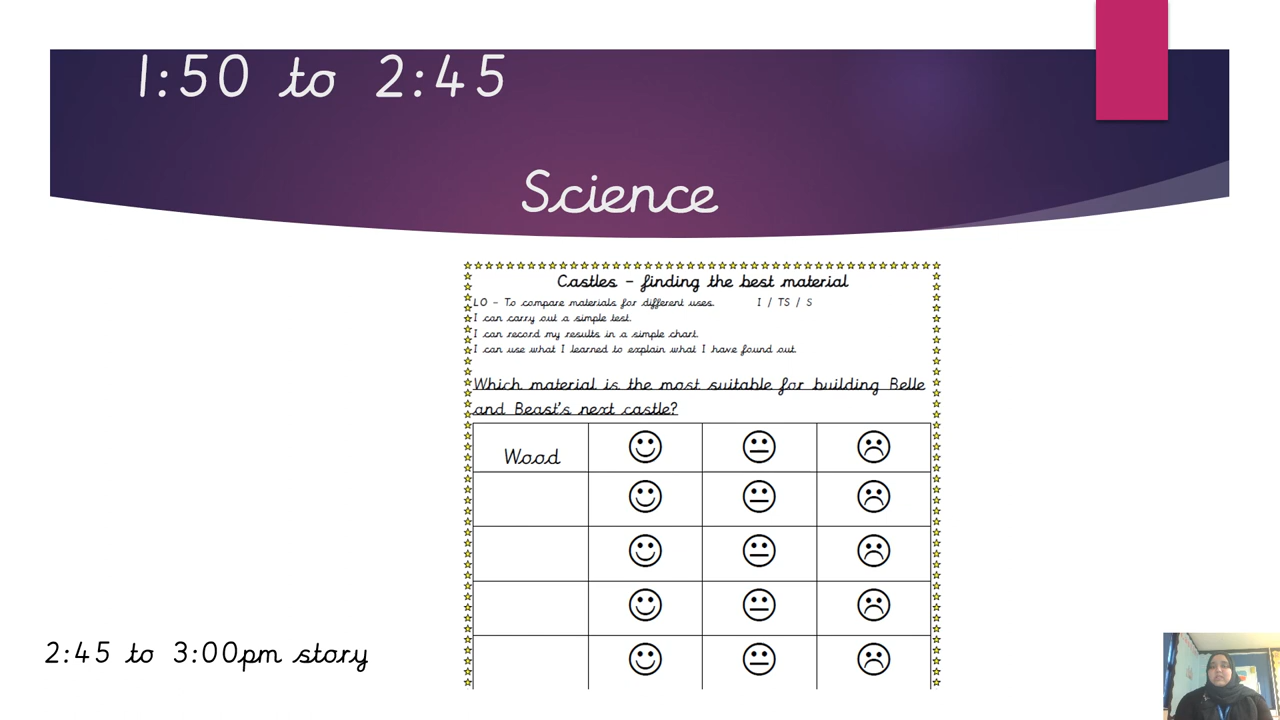 1:50 to 2:45
Science
Castles - finding the best material
LO - To compare materials for different uses. I / TS / S
I can carry out a simple test.
I can record my results in a simple chart.
I can use what I learned to explain what I have found out.
Which material is the most suitable for building Belle
and Beast's next castle?
Wood
2:45 to 3:00pm story